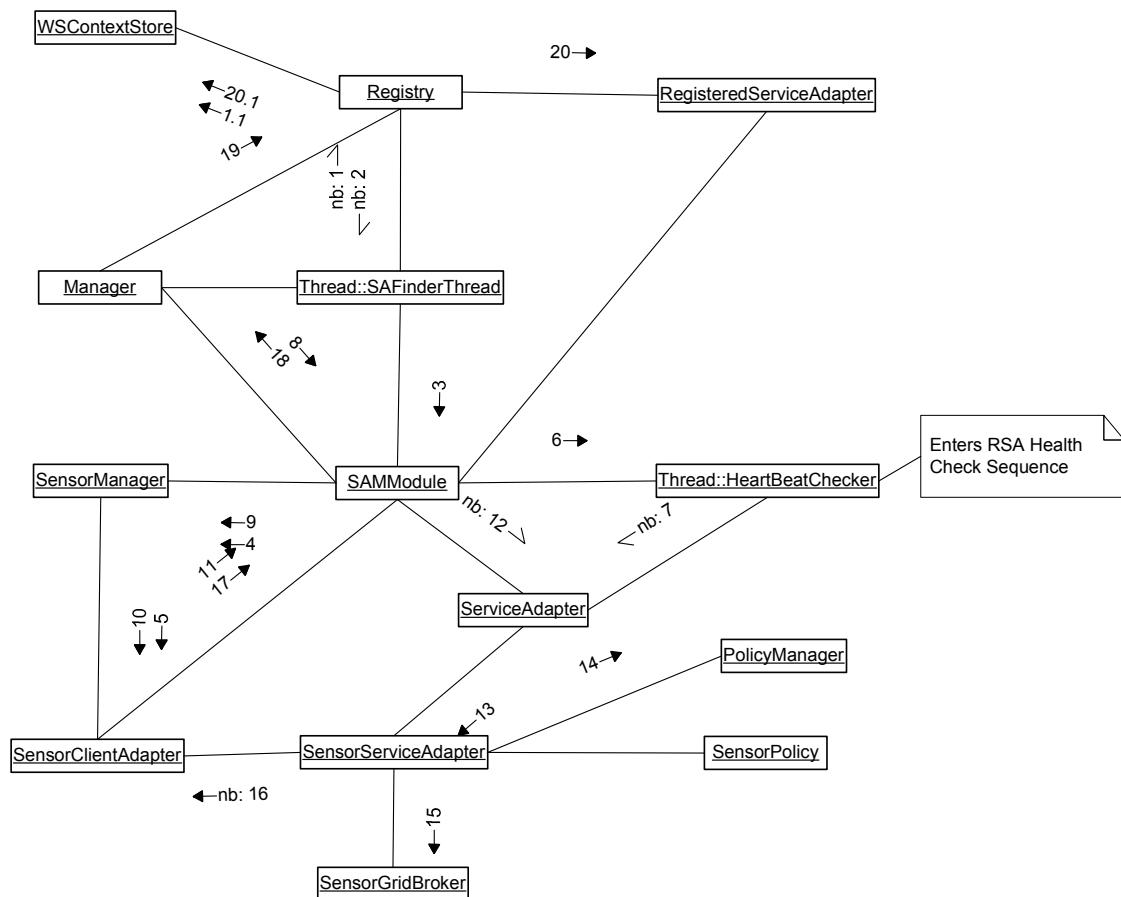 WSContextStore
20
Registry
RegisteredServiceAdapter
20.1
1.1
19
nb: 1
nb: 2
Manager
Thread::SAFinderThread
8
18
3
6
Enters RSA Health
Check Sequence
SensorManager
SAMModule
Thread::HeartBeatChecker
nb: 12
nb: 7
9
4
11
17
ServiceAdapter
10
5
14
PolicyManager
13
SensorClientAdapter
SensorServiceAdapter
SensorPolicy
nb: 16
15
SensorGridBroker